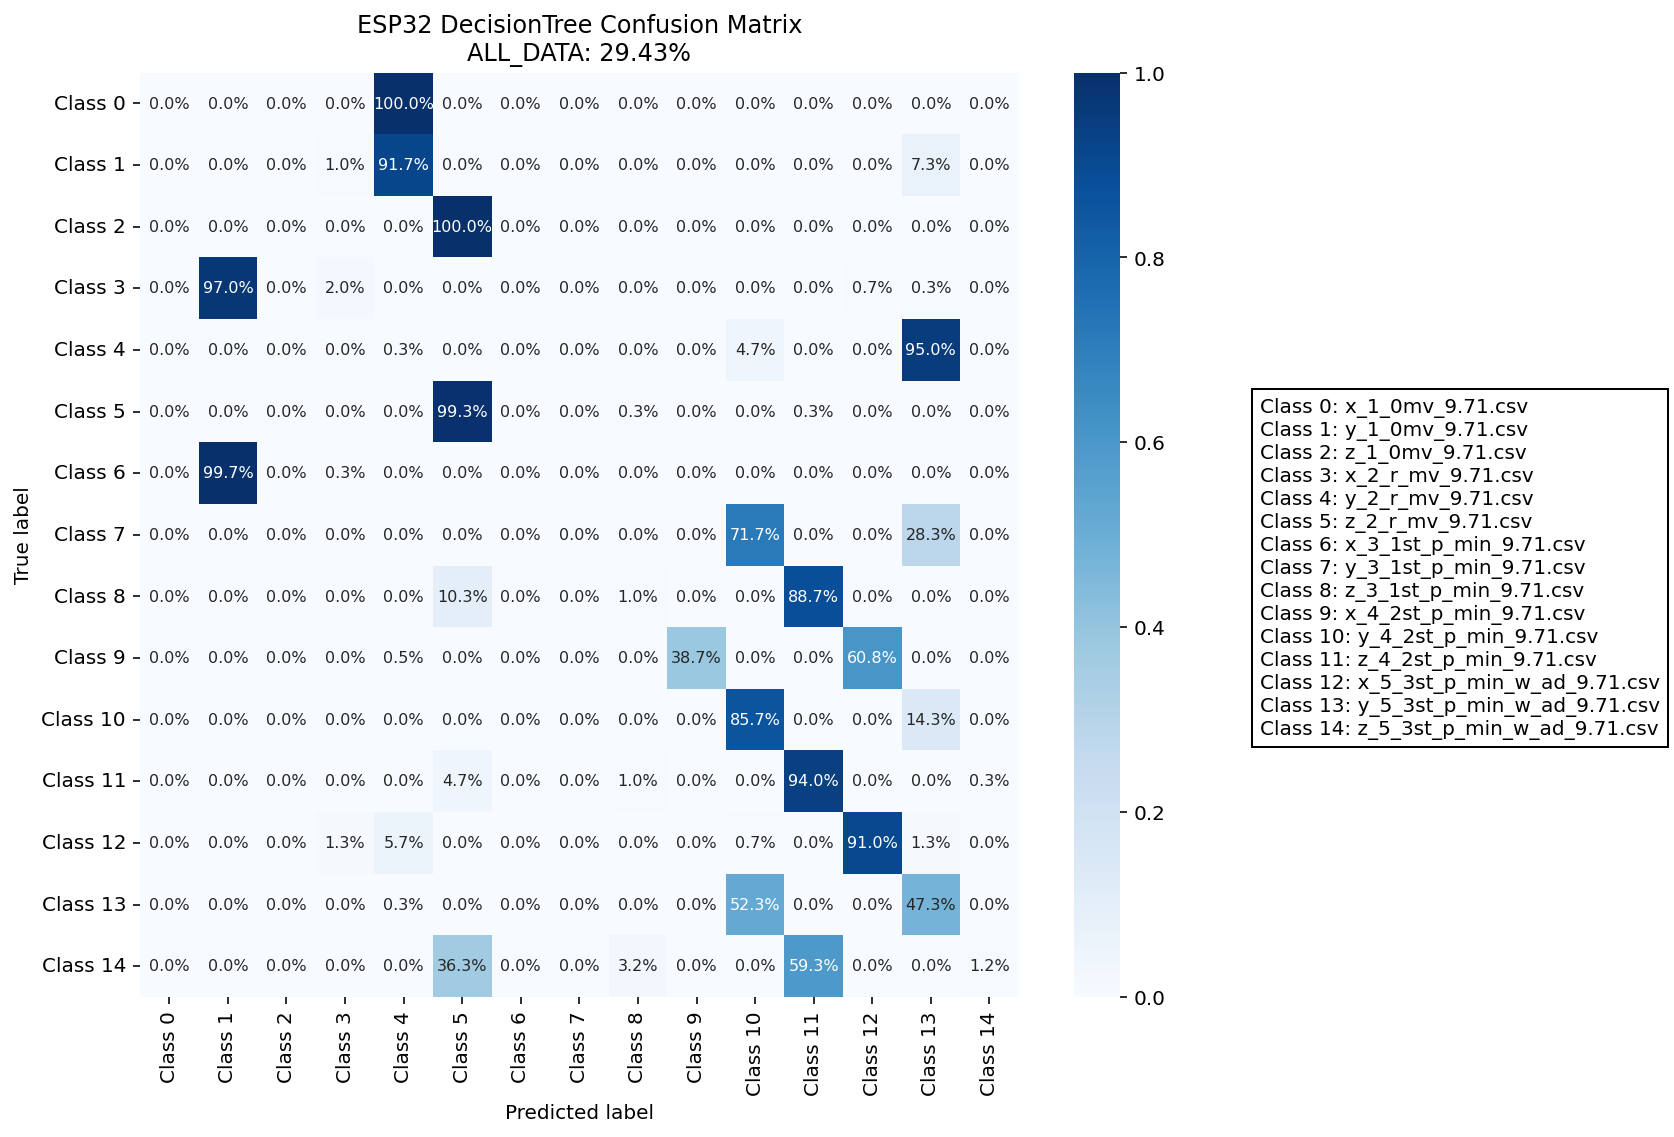 ESP32 DecisionTree Confusion Matrix
ALL_DATA: 29.43%
True label
Class 0 0.0% 0.0% 0.0% 0.0% 100.0% 0.0% 0.0% 0.0% 0.0% 0.0% 0.0% 0.0% 0.0% 0.0% 0.0%
Class 1 0.0% 0.0% 0.0% 1.0% 91.7% 0.0% 0.0% 0.0% 0.0% 0.0% 0.0% 0.0% 0.0% 7.3% 0.0%
Class 2 0.0% 0.0% 0.0% 0.0% 0.0% 100.0% 0.0% 0.0% 0.0% 0.0% 0.0% 0.0% 0.0% 0.0% 0.0%
Class 3 0.0% 97.0% 0.0% 2.0% 0.0% 0.0% 0.0% 0.0% 0.0% 0.0% 0.0% 0.0% 0.7% 0.3% 0.0%
Class 4 0.0% 0.0% 0.0% 0.0% 0.3% 0.0% 0.0% 0.0% 0.0% 0.0% 4.7% 0.0% 0.0% 95.0% 0.0%
Class 5 0.0% 0.0% 0.0% 0.0% 0.0% 99.3% 0.0% 0.0% 0.3% 0.0% 0.0% 0.3% 0.0% 0.0% 0.0%
Class 6 0.0% 99.7% 0.0% 0.3% 0.0% 0.0% 0.0% 0.0% 0.0% 0.0% 0.0% 0.0% 0.0% 0.0% 0.0%
Class 7 0.0% 0.0% 0.0% 0.0% 0.0% 0.0% 0.0% 0.0% 0.0% 0.0% 71.7% 0.0% 0.0% 28.3% 0.0%
Class 8 0.0% 0.0% 0.0% 0.0% 0.0% 10.3% 0.0% 0.0% 1.0% 0.0% 0.0% 88.7% 0.0% 0.0% 0.0%
Class 9 0.0% 0.0% 0.0% 0.0% 0.5% 0.0% 0.0% 0.0% 0.0% 38.7% 0.0% 0.0% 60.8% 0.0% 0.0%
Class 10 0.0% 0.0% 0.0% 0.0% 0.0% 0.0% 0.0% 0.0% 0.0% 0.0% 85.7% 0.0% 0.0% 14.3% 0.0%
Class 11 0.0% 0.0% 0.0% 0.0% 0.0% 4.7% 0.0% 0.0% 1.0% 0.0% 0.0% 94.0% 0.0% 0.0% 0.3%
Class 12 0.0% 0.0% 0.0% 1.3% 5.7% 0.0% 0.0% 0.0% 0.0% 0.0% 0.7% 0.0% 91.0% 1.3% 0.0%
Class 13 0.0% 0.0% 0.0% 0.0% 0.3% 0.0% 0.0% 0.0% 0.0% 0.0% 52.3% 0.0% 0.0% 47.3% 0.0%
Class 14 0.0% 0.0% 0.0% 0.0% 0.0% 36.3% 0.0% 0.0% 3.2% 0.0% 0.0% 59.3% 0.0% 0.0% 1.2%
Class 0 Class 1 Class 2 Class 3 Class 4 Class 5 Class 6 Class 7 Class 8 Class 9 Class 10 Class 11 Class 12 Class 13 Class 14
Predicted label
1.0
0.8
0.6
0.4
0.2
0.0
Class 0: x_1_0mv_9.71.csv
Class 1: y_1_0mv_9.71.csv
Class 2: z_1_0mv_9.71.csv
Class 3: x_2_r_mv_9.71.csv
Class 4: y_2_r_mv_9.71.csv
Class 5: z_2_r_mv_9.71.csv
Class 6: x_3_1st_p_min_9.71.csv
Class 7: y_3_1st_p_min_9.71.csv
Class 8: z_3_1st_p_min_9.71.csv
Class 9: x_4_2st_p_min_9.71.csv
Class 10: y_4_2st_p_min_9.71.csv
Class 11: z_4_2st_p_min_9.71.csv
Class 12: x_5_3st_p_min_w_ad_9.71.csv
Class 13: y_5_3st_p_min_w_ad_9.71.csv
Class 14: z_5_3st_p_min_w_ad_9.71.csv